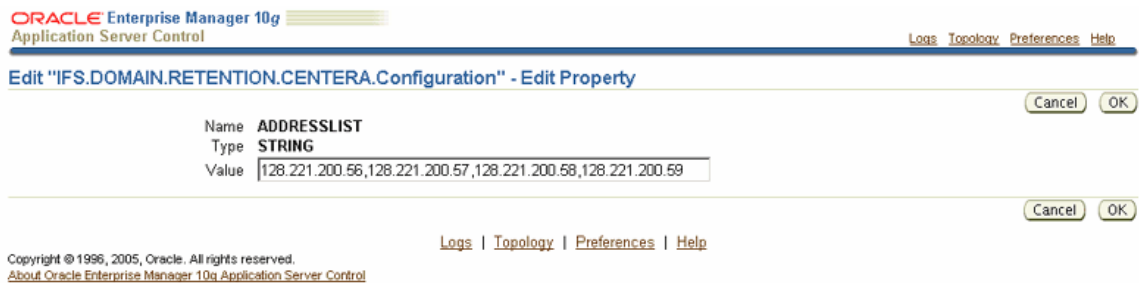 ORACLE Enterprise Manager 10g
Application Server Control
Logs Topology Preferences Help
Edit "IFS.DOMAIN.RETENTION.CENTERA.Configuration" - Edit Property
Cancel OK
Name ADDRESSLIST
Type STRING
Value 128.221.200.56,128.221.200.57,128.221.200.58,128.221.200.59
Cancel OK
Logs | Topology | Preferences | Help
Copyright © 1996, 2005, Oracle. All rights reserved.
About Oracle Enterprise Manager 10g Application Server Control